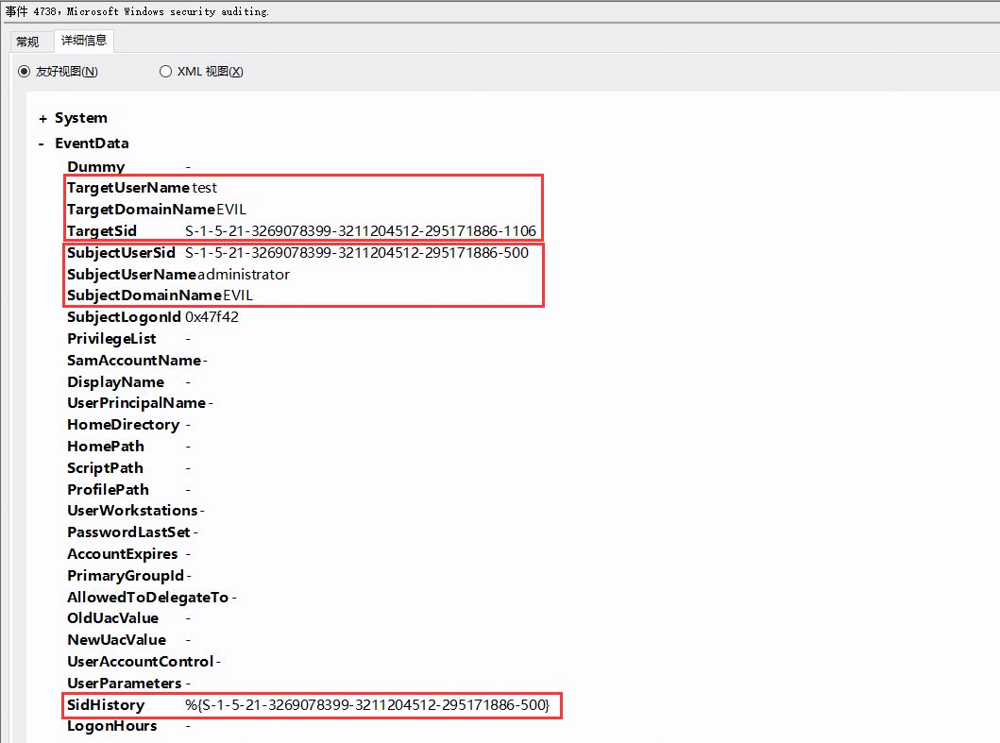 事件 4738，Microsoft Windows security auditing.
常规 详细信息
友好视图(N) XML 视图(X)
+ System
- EventData
Dummy -
TargetUserName test
TargetDomainName EVIL
TargetSid S-1-5-21-3269078399-3211204512-295171886-1106
SubjectUserSid S-1-5-21-3269078399-3211204512-295171886-500
SubjectUserName administrator
SubjectDomainName EVIL
SubjectLogonId 0x47f42
PrivilegeList -
SamAccountName -
DisplayName -
UserPrincipalName -
HomeDirectory -
HomePath -
ScriptPath -
ProfilePath -
UserWorkstations -
PasswordLastSet -
AccountExpires -
PrimaryGroupId -
AllowedToDelegateTo -
OldUacValue -
NewUacValue -
UserAccountControl -
UserParameters -
SidHistory %{S-1-5-21-3269078399-3211204512-295171886-500}
LogonHours -